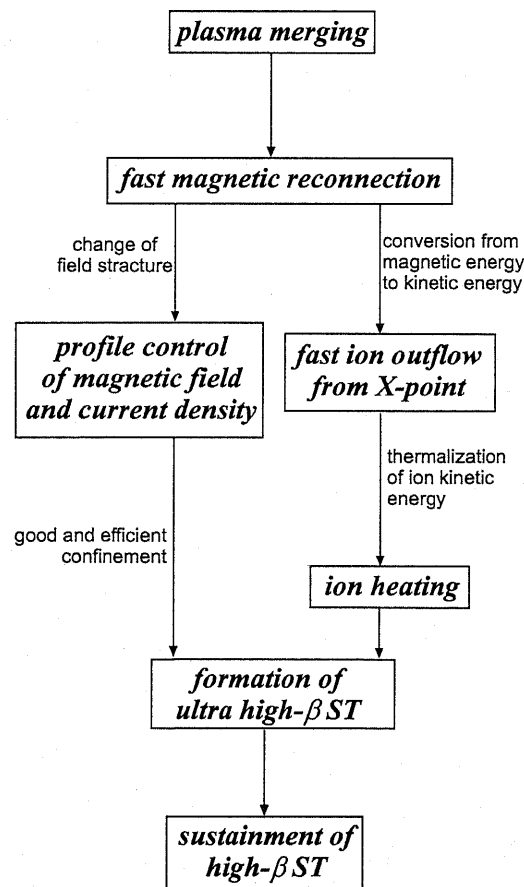 plasma merging
fast magnetic reconnection
change of
field stracture
conversion from
magnetic energy
to kinetic energy
profile control
of magnetic field
and current density
fast ion outflow
from X-point
thermalization
of ion kinetic
energy
good and efficient
confinement
ion heating
formation of
ultra high-β ST
sustainment of
high-β ST